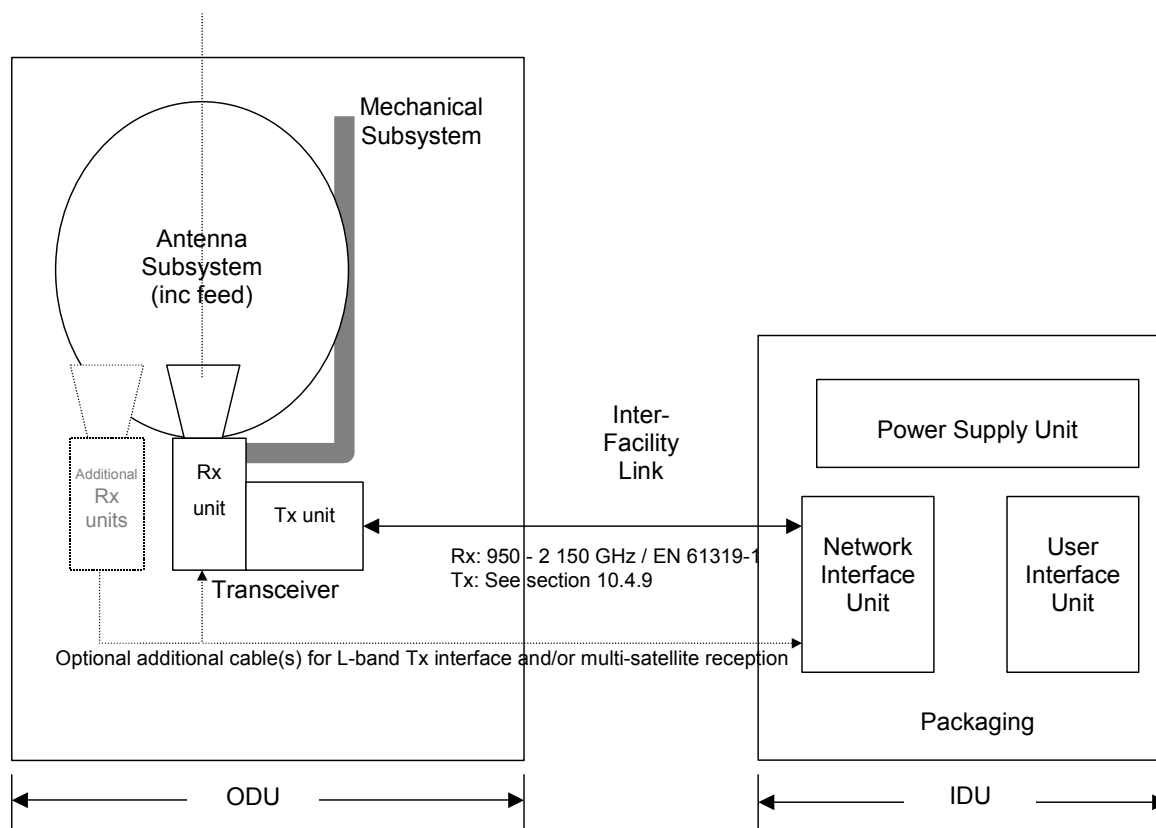 Mechanical
Subsystem
Antenna
Subsystem
(inc feed)
Additional
Rx
units
Rx
unit
Tx unit
Transceiver
Inter-
Facility
Link
Rx: 950 - 2 150 GHz / EN 61319-1
Tx: See section 10.4.9
Optional additional cable(s) for L-band Tx interface and/or multi-satellite reception
Power Supply Unit
Network
Interface
Unit
User
Interface
Unit
Packaging
ODU
IDU